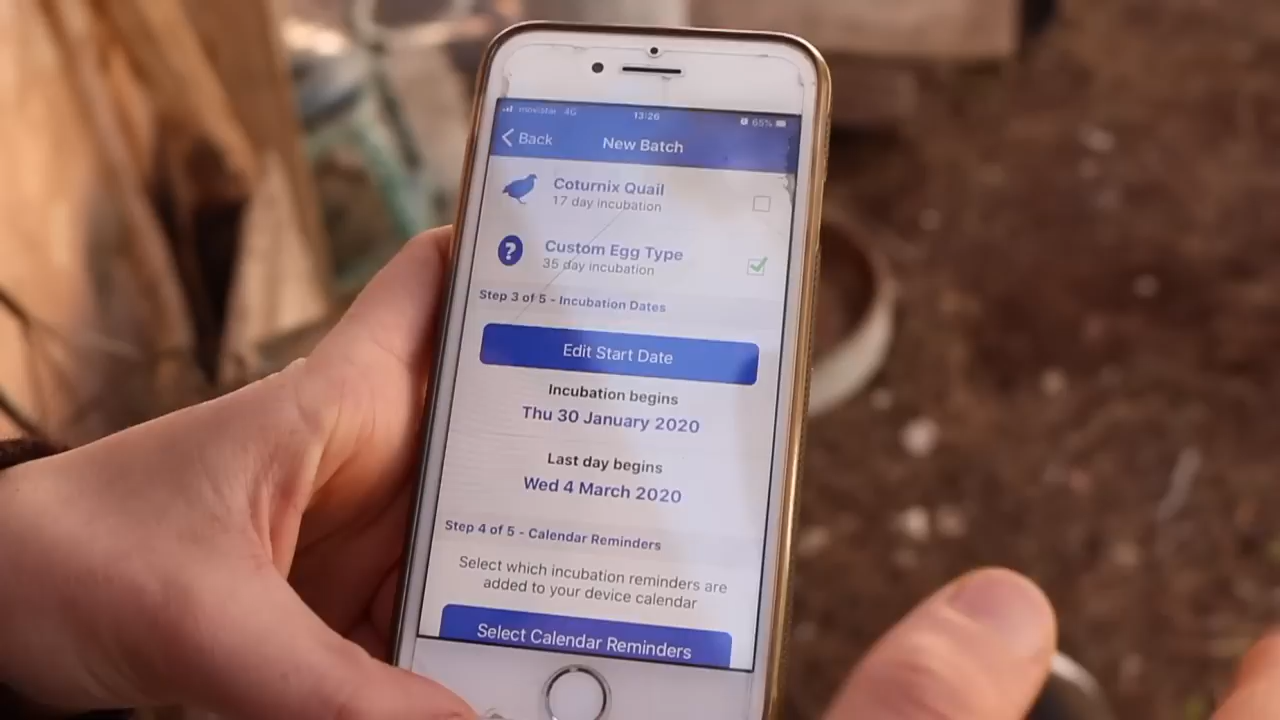 movistar 4G 13:26 65%
Back New Batch
Coturnix Quail
17 day incubation
? Custom Egg Type
35 day incubation
Step 3 of 5 - Incubation Dates
Edit Start Date
Incubation begins
Thu 30 January 2020
Last day begins
Wed 4 March 2020
Step 4 of 5 - Calendar Reminders
Select which incubation reminders are
added to your device calendar
Select Calendar Reminders